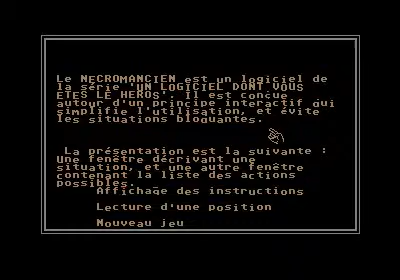 Le NECROMANCIEN est un logiciel de
la série 'UN LOGICIEL DONT VOUS
ETES LE HEROS'. Il est conçue
autour d'un principe interactif qui
simplifie l'utilisation, et évite
les situations bloquantes.
La présentation est la suivante :
Une fenêtre décrivant une
situation, et une autre fenêtre
contenant la liste des actions
possibles.
Affichage des instructions
Lecture d'une position
Nouveau jeu